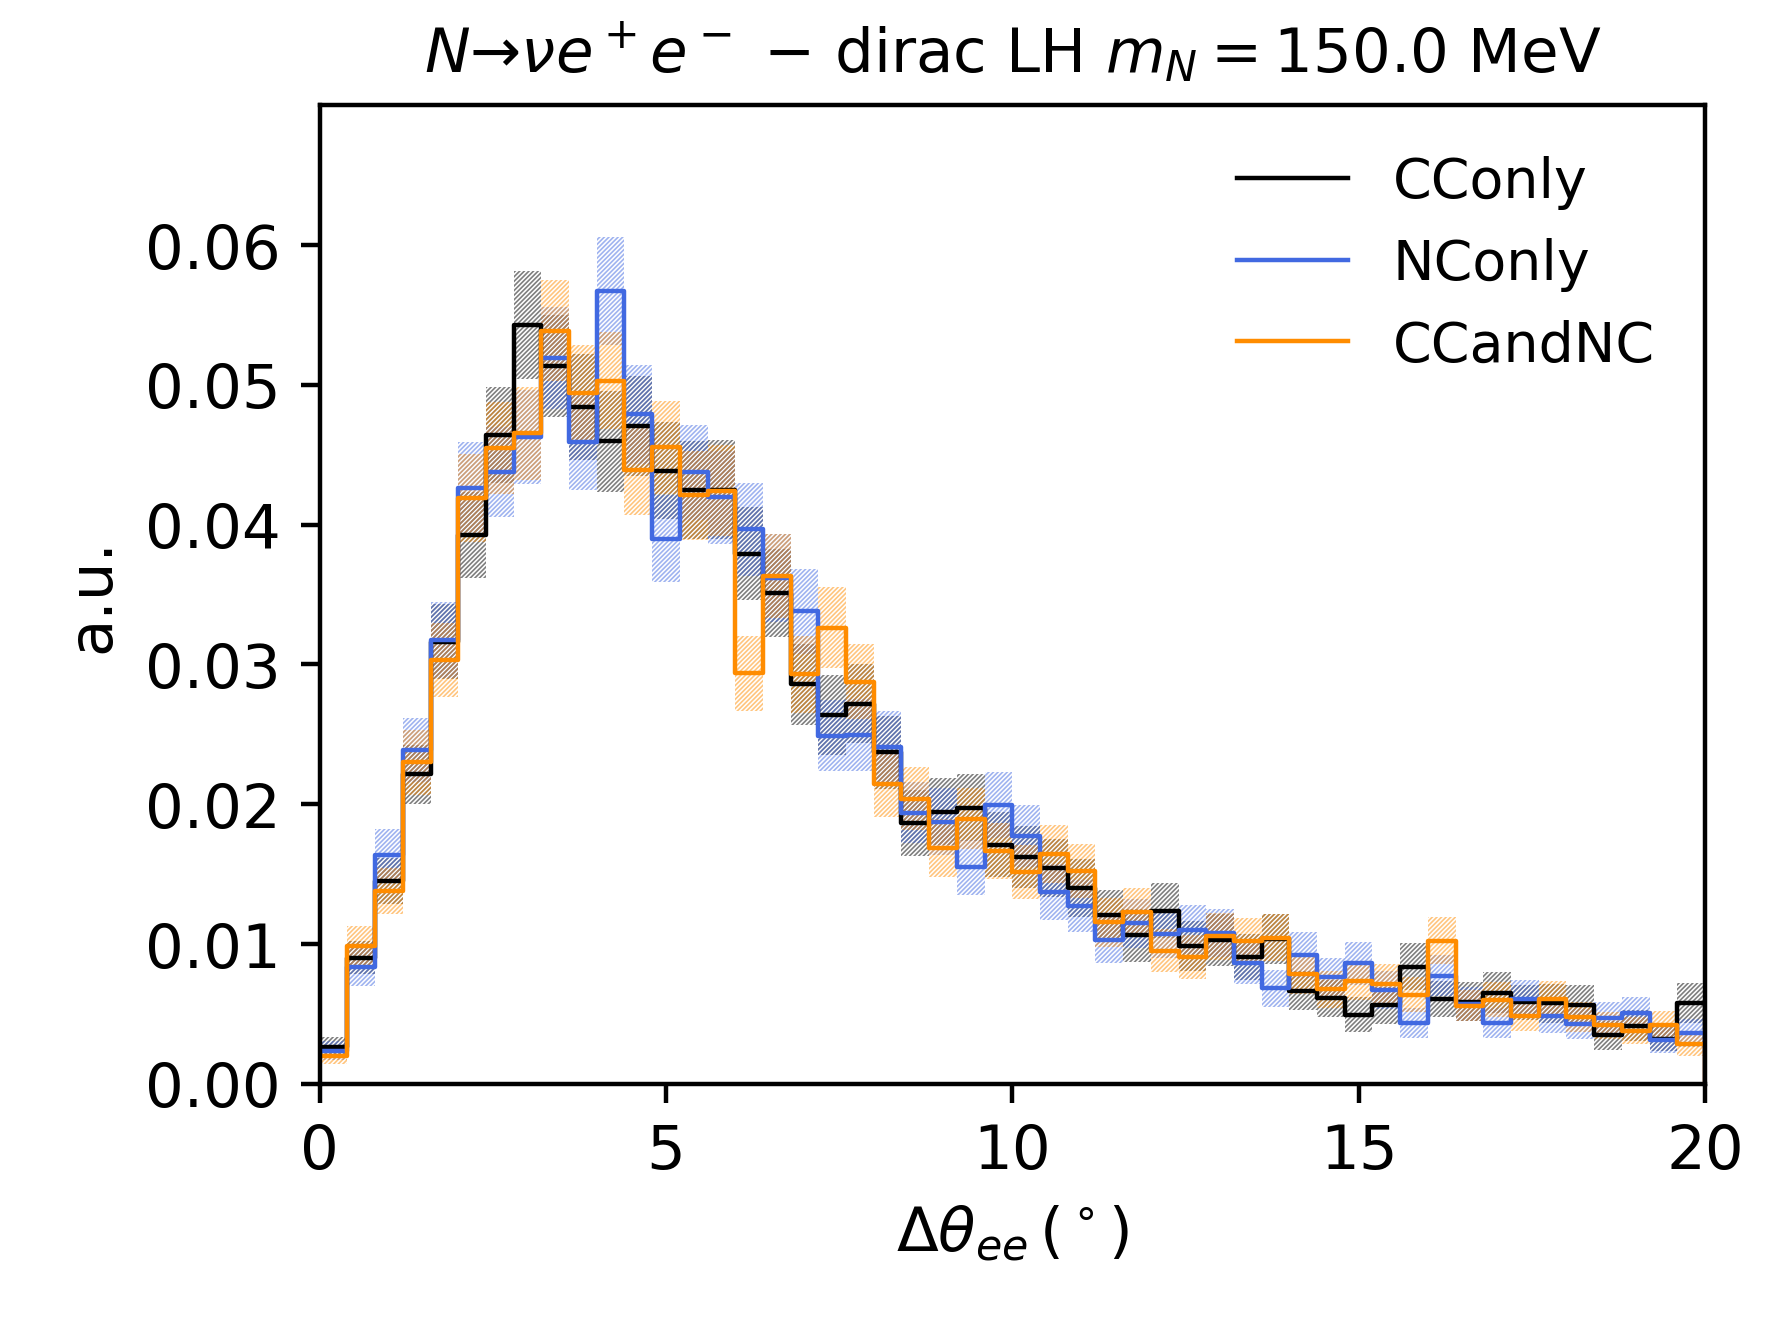 N→νe⁺e⁻ − dirac LH m_N = 150.0 MeV
CConly
NConly
CCandNC
0.06
0.05
0.04
0.03
0.02
0.01
0.00
a.u.
0 5 10 15 20
Δθ_ee (°)